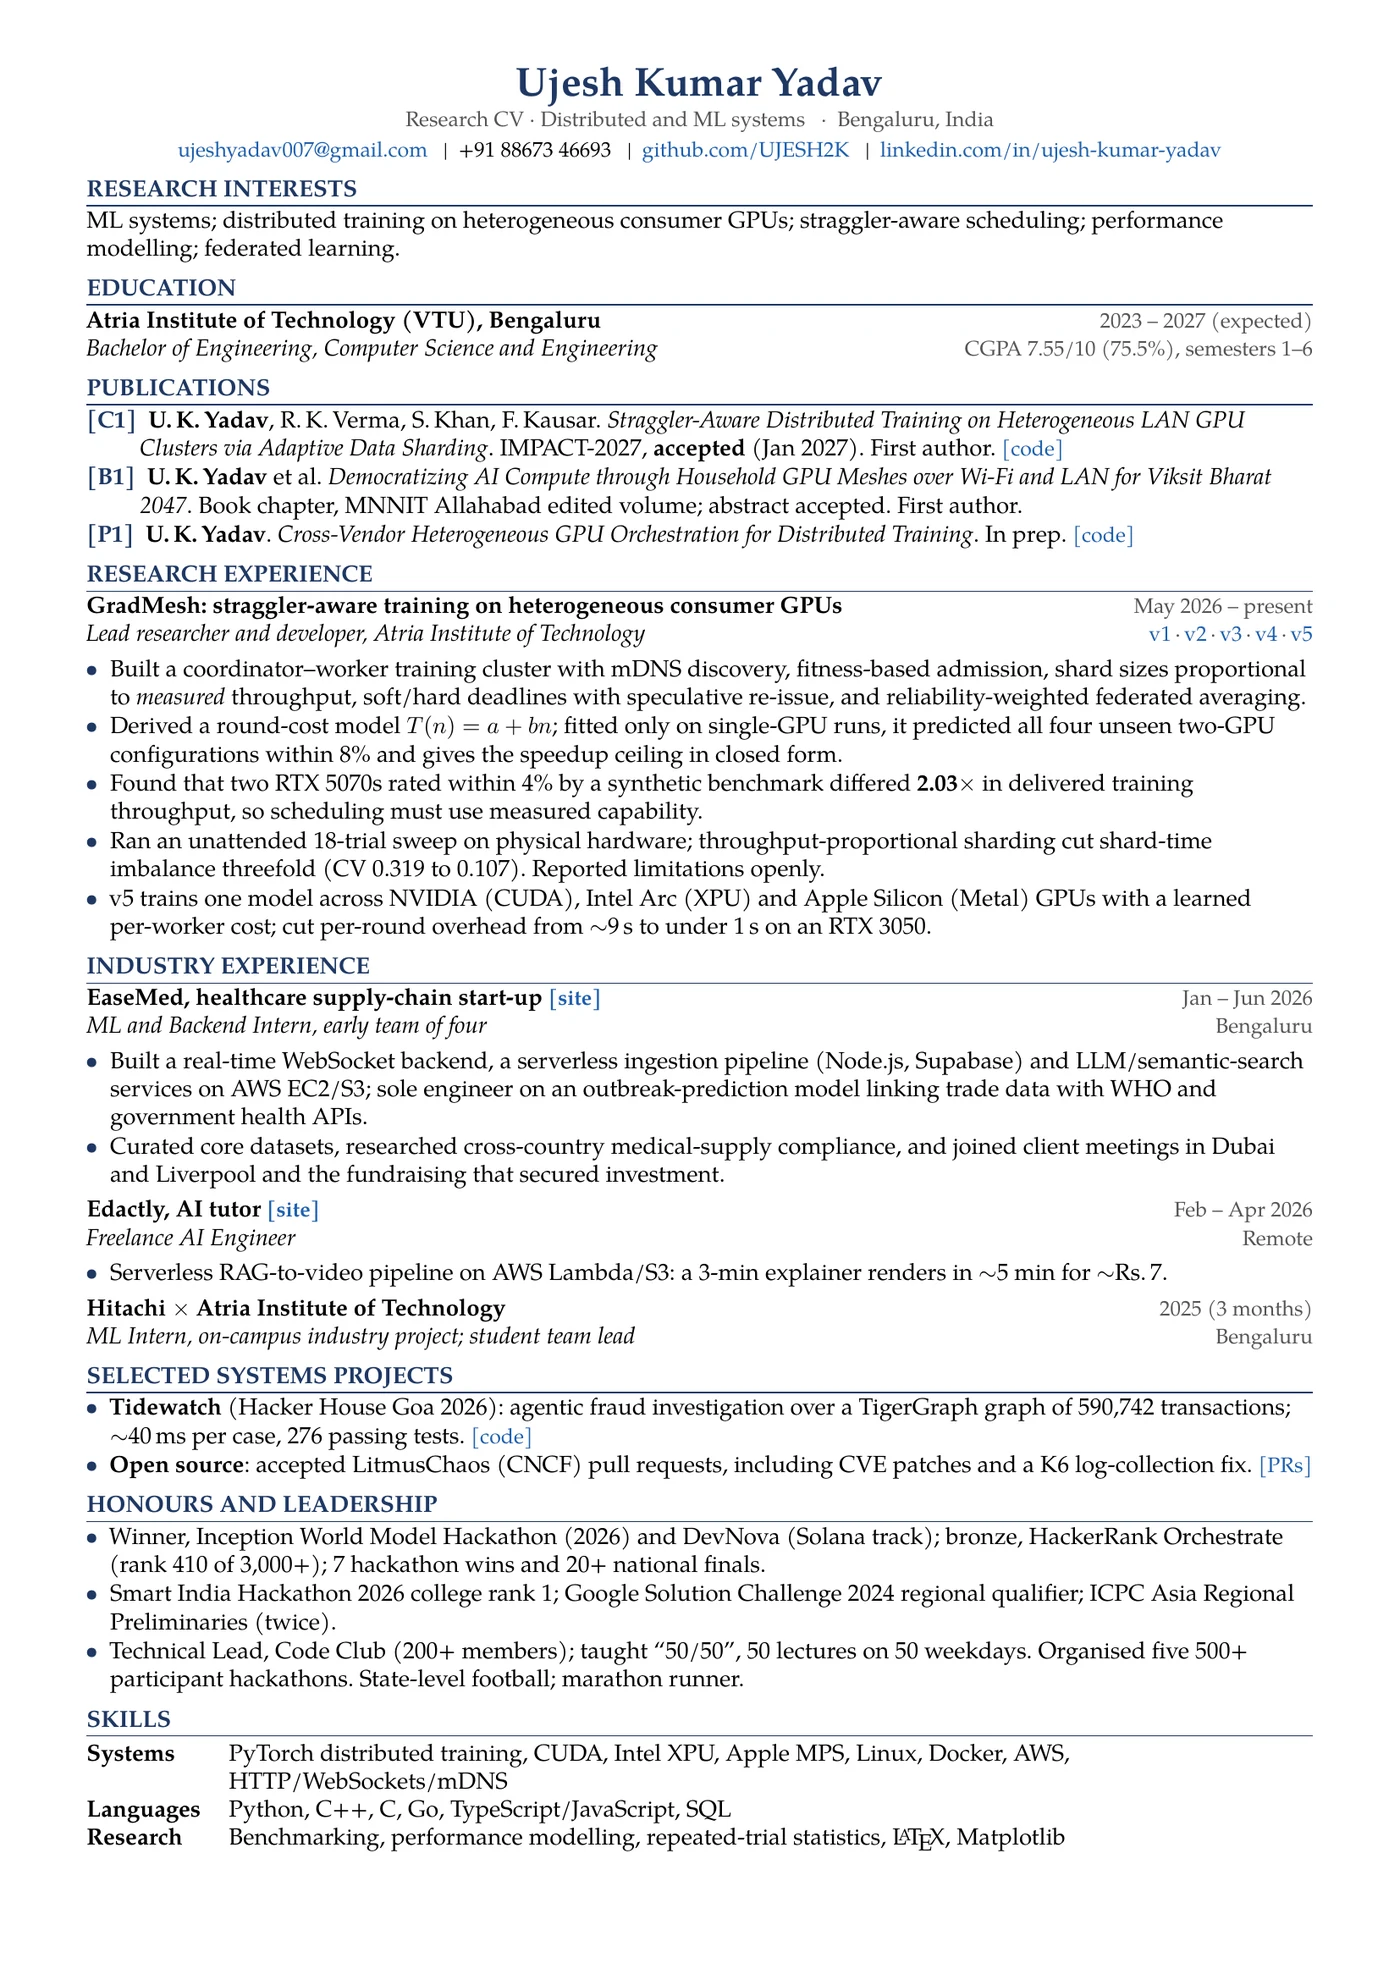 Ujesh Kumar Yadav
Research CV · Distributed and ML systems · Bengaluru, India
ujeshyadav007@gmail.com | +91 88673 46693 | github.com/UJESH2K | linkedin.com/in/ujesh-kumar-yadav
RESEARCH INTERESTS
ML systems; distributed training on heterogeneous consumer GPUs; straggler-aware scheduling; performance
modelling; federated learning.
EDUCATION
Atria Institute of Technology (VTU), Bengaluru 2023 – 2027 (expected)
Bachelor of Engineering, Computer Science and Engineering CGPA 7.55/10 (75.5%), semesters 1–6
PUBLICATIONS
[C1] U. K. Yadav, R. K. Verma, S. Khan, F. Kausar. Straggler-Aware Distributed Training on Heterogeneous LAN GPU
Clusters via Adaptive Data Sharding. IMPACT-2027, accepted (Jan 2027). First author. [code]
[B1] U. K. Yadav et al. Democratizing AI Compute through Household GPU Meshes over Wi-Fi and LAN for Viksit Bharat
2047. Book chapter, MNNIT Allahabad edited volume; abstract accepted. First author.
[P1] U. K. Yadav. Cross-Vendor Heterogeneous GPU Orchestration for Distributed Training. In prep. [code]
RESEARCH EXPERIENCE
GradMesh: straggler-aware training on heterogeneous consumer GPUs May 2026 – present
Lead researcher and developer, Atria Institute of Technology v1 · v2 · v3 · v4 · v5
• Built a coordinator–worker training cluster with mDNS discovery, fitness-based admission, shard sizes proportional
to measured throughput, soft/hard deadlines with speculative re-issue, and reliability-weighted federated averaging.
• Derived a round-cost model T(n) = a + bn; fitted only on single-GPU runs, it predicted all four unseen two-GPU
configurations within 8% and gives the speedup ceiling in closed form.
• Found that two RTX 5070s rated within 4% by a synthetic benchmark differed 2.03× in delivered training
throughput, so scheduling must use measured capability.
• Ran an unattended 18-trial sweep on physical hardware; throughput-proportional sharding cut shard-time
imbalance threefold (CV 0.319 to 0.107). Reported limitations openly.
• v5 trains one model across NVIDIA (CUDA), Intel Arc (XPU) and Apple Silicon (Metal) GPUs with a learned
per-worker cost; cut per-round overhead from ~9 s to under 1 s on an RTX 3050.
INDUSTRY EXPERIENCE
EaseMed, healthcare supply-chain start-up [site] Jan – Jun 2026
ML and Backend Intern, early team of four Bengaluru
• Built a real-time WebSocket backend, a serverless ingestion pipeline (Node.js, Supabase) and LLM/semantic-search
services on AWS EC2/S3; sole engineer on an outbreak-prediction model linking trade data with WHO and
government health APIs.
• Curated core datasets, researched cross-country medical-supply compliance, and joined client meetings in Dubai
and Liverpool and the fundraising that secured investment.
Edactly, AI tutor [site] Feb – Apr 2026
Freelance AI Engineer Remote
• Serverless RAG-to-video pipeline on AWS Lambda/S3: a 3-min explainer renders in ~5 min for ~Rs. 7.
Hitachi × Atria Institute of Technology 2025 (3 months)
ML Intern, on-campus industry project; student team lead Bengaluru
SELECTED SYSTEMS PROJECTS
• Tidewatch (Hacker House Goa 2026): agentic fraud investigation over a TigerGraph graph of 590,742 transactions;
~40 ms per case, 276 passing tests. [code]
• Open source: accepted LitmusChaos (CNCF) pull requests, including CVE patches and a K6 log-collection fix. [PRs]
HONOURS AND LEADERSHIP
• Winner, Inception World Model Hackathon (2026) and DevNova (Solana track); bronze, HackerRank Orchestrate
(rank 410 of 3,000+); 7 hackathon wins and 20+ national finals.
• Smart India Hackathon 2026 college rank 1; Google Solution Challenge 2024 regional qualifier; ICPC Asia Regional
Preliminaries (twice).
• Technical Lead, Code Club (200+ members); taught “50/50”, 50 lectures on 50 weekdays. Organised five 500+
participant hackathons. State-level football; marathon runner.
SKILLS
Systems PyTorch distributed training, CUDA, Intel XPU, Apple MPS, Linux, Docker, AWS,
HTTP/WebSockets/mDNS
Languages Python, C++, C, Go, TypeScript/JavaScript, SQL
Research Benchmarking, performance modelling, repeated-trial statistics, LATEX, Matplotlib